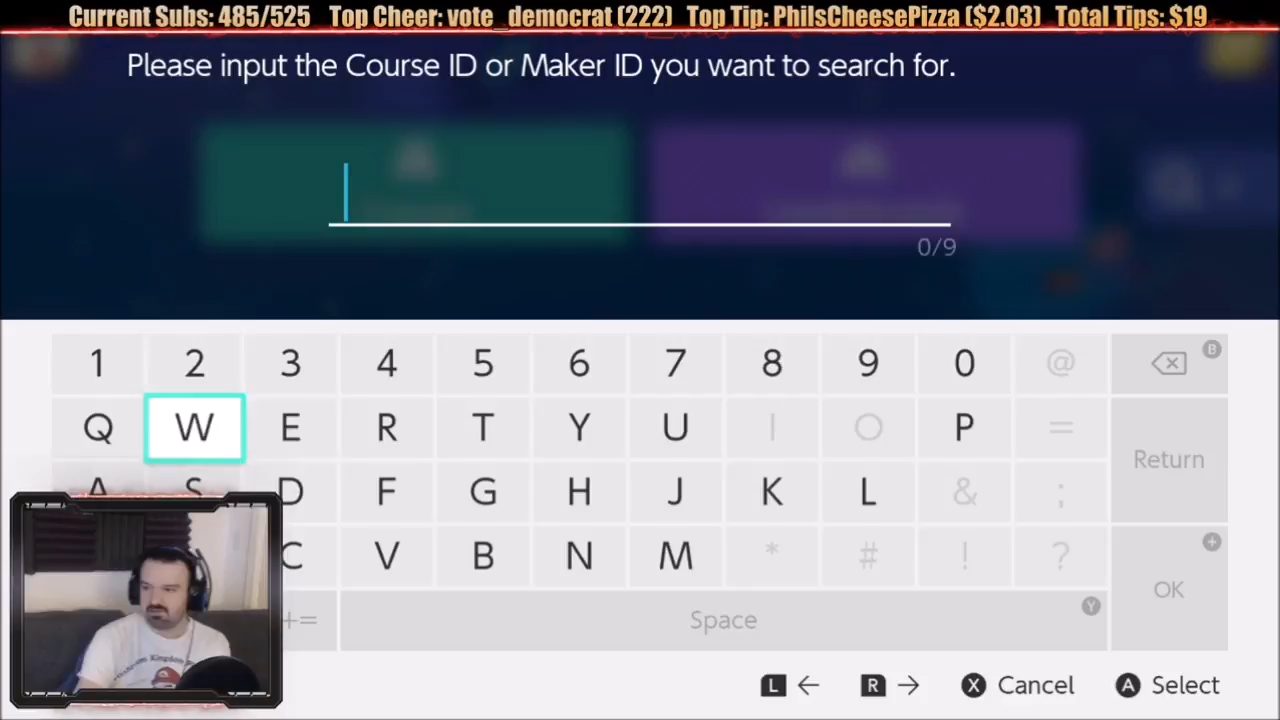 Current Subs: 485/525 Top Cheer: vote_democrat (222) Top Tip: PhilsCheesePizza ($2.03) Total Tips: $19
Please input the Course ID or Maker ID you want to search for.
0/9
1 2 3 4 5 6 7 8 9 0 @ B
Q W E R T Y U I O P = Return
A S D F G H J K L & ;
C V B N M * # ! ? + OK
+= Space Y
L ← R → X Cancel A Select